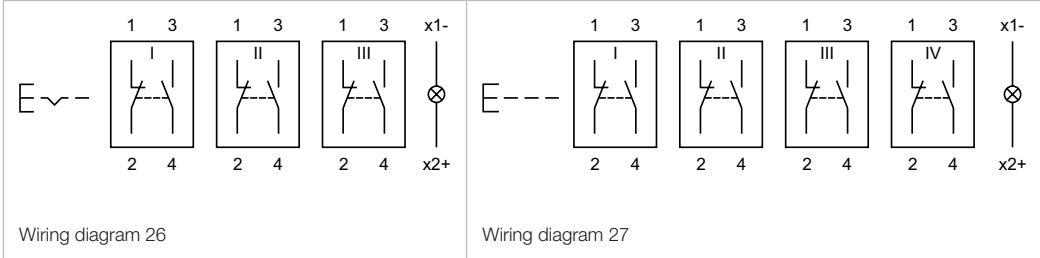 1 3 1 3 1 3 x1-
I II III
2 4 2 4 2 4 x2+
Wiring diagram 26
1 3 1 3 1 3 1 3 x1-
I II III IV
2 4 2 4 2 4 2 4 x2+
Wiring diagram 27